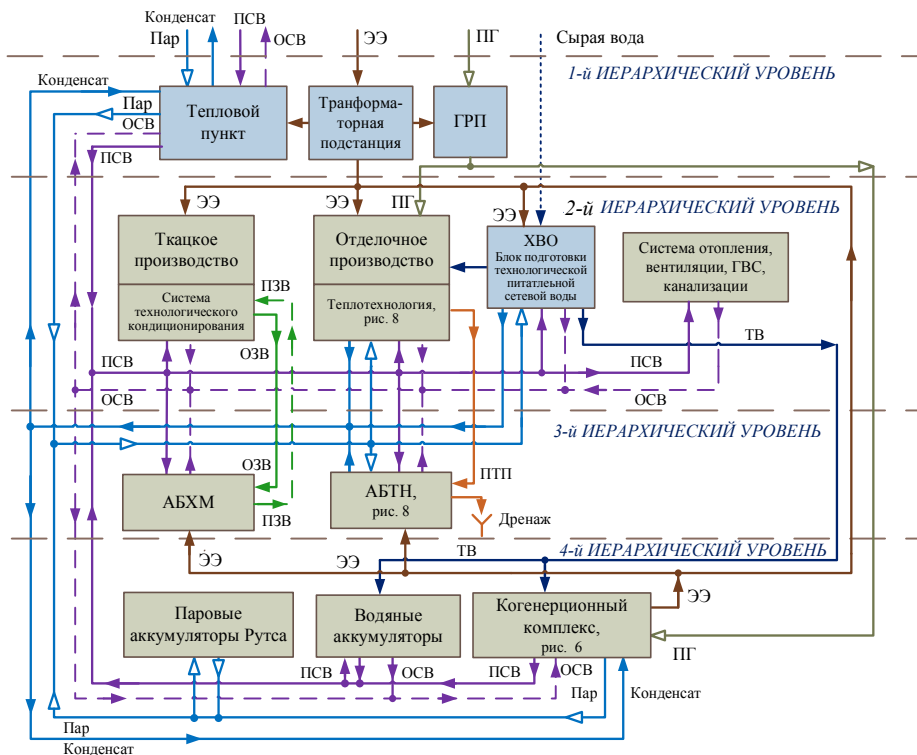 Конденсат
ПСВ
ОСВ
ЭЭ
ПГ
Сырая вода
Пар
1-й ИЕРАРХИЧЕСКИЙ УРОВЕНЬ
Конденсат
Пар
ОСВ
ПСВ
Тепловой
пункт
Транформа-
торная
подстанция
ГРП
2-й ИЕРАРХИЧЕСКИЙ УРОВЕНЬ
ЭЭ
ЭЭ
ПГ
ЭЭ
Ткацкое
производство
Система
технологического
кондиционирования
ПЗВ
ОЗВ
Отделочное
производство
Теплотехнология,
рис. 8
ХВО
Блок подготовки
технологической
питатлеьной
сетевой воды
Система отопления,
вентиляции, ГВС,
канализации
ТВ
ПСВ
ПСВ
ОСВ
ОСВ
3-й ИЕРАРХИЧЕСКИЙ УРОВЕНЬ
ОЗВ
ПЗВ
АБХМ
АБТН,
рис. 8
ПТП
Дренаж
4-й ИЕРАРХИЧЕСКИЙ УРОВЕНЬ
ЭЭ
ЭЭ
ТВ
ЭЭ
Паровые
аккумуляторы Рутса
Водяные
аккумуляторы
Когенерционный
комплекс,
рис. 6
ПГ
ПСВ
ОСВ
ПСВ
ОСВ
Пар
Конденсат
Пар
Конденсат